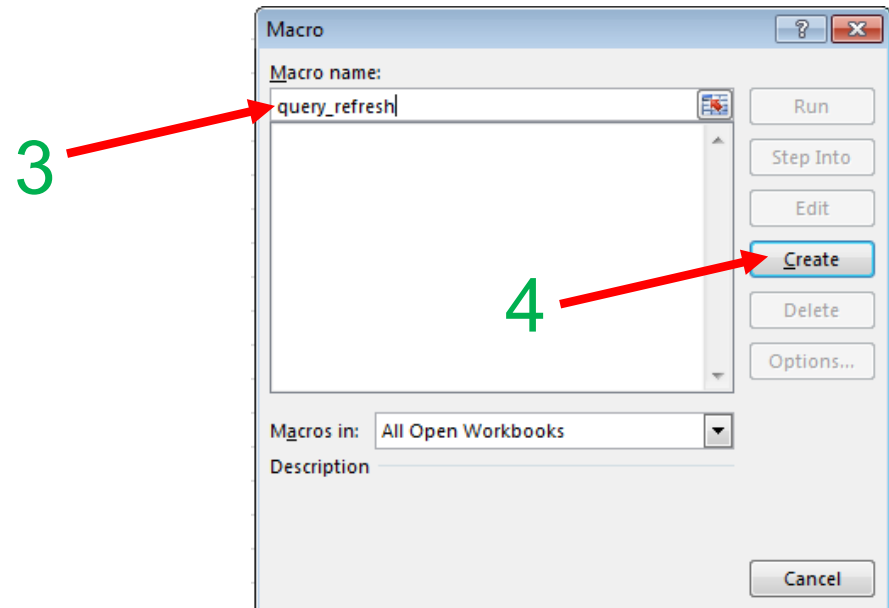 Macro
?
Macro name:
query_refresh
Run
3
Step Into
Edit
Create
4
Delete
Options...
Macros in: All Open Workbooks
Description
Cancel